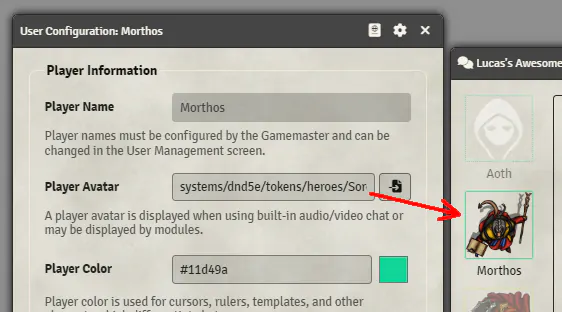 User Configuration: Morthos
Player Information
Player Name
Morthos
Player names must be configured by the Gamemaster and can be
changed in the User Management screen.
Player Avatar
systems/dnd5e/tokens/heroes/Sor
A player avatar is displayed when using built-in audio/video chat or
may be displayed by modules.
Player Color
#11d49a
Player color is used for cursors, rulers, templates, and other
Lucas's Awesome
Aoth
Morthos